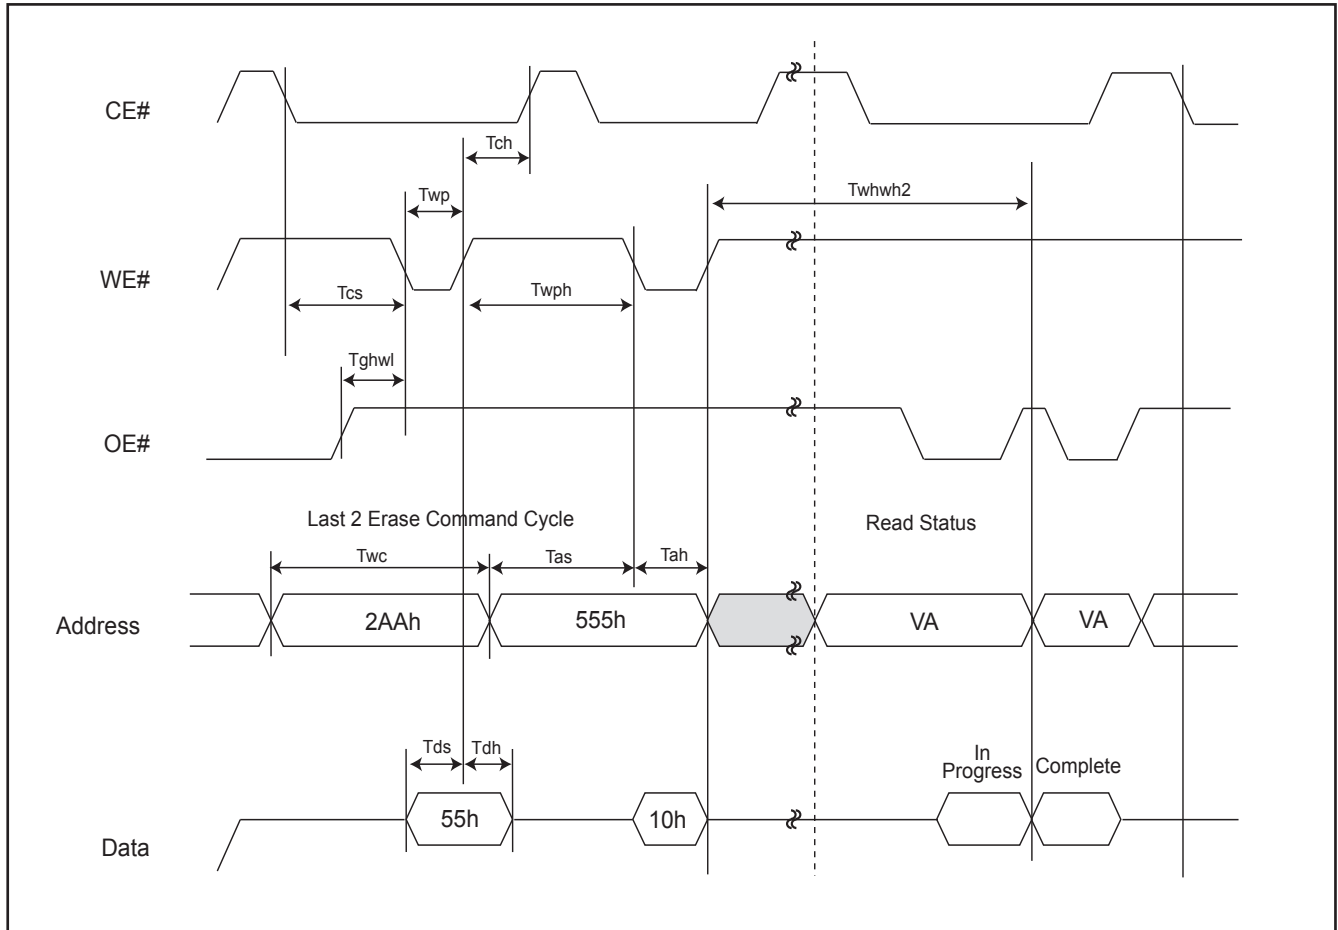 CE#
Tch
Twp
Twhwh2
WE#
Tcs
Twph
Tghwl
OE#
Last 2 Erase Command Cycle
Read Status
Twc
Tas
Tah
Address
2AAh
555h
VA
VA
Tds
Tdh
In
Progress
Complete
Data
55h
10h